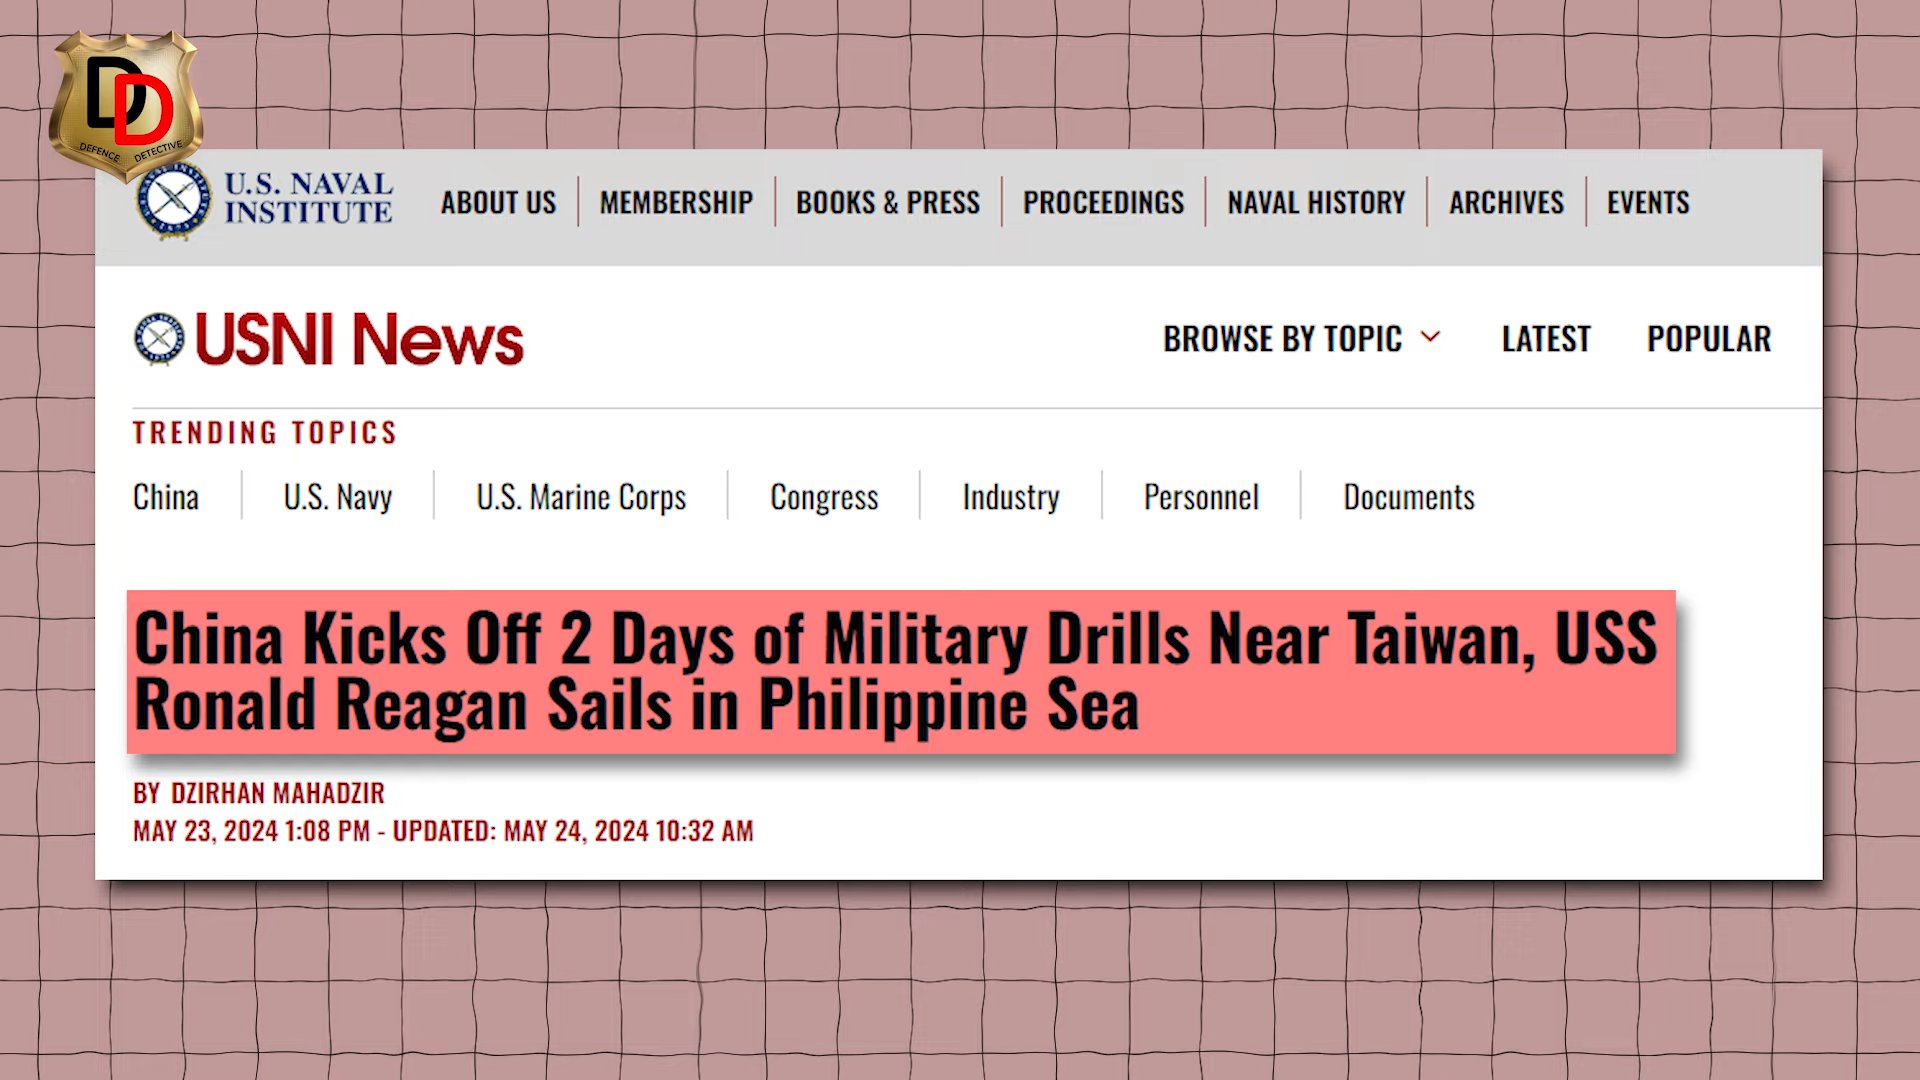 DD
DEFENCE DETECTIVE
U.S. NAVAL
INSTITUTE
ABOUT US
MEMBERSHIP
BOOKS & PRESS
PROCEEDINGS
NAVAL HISTORY
ARCHIVES
EVENTS
USNI News
BROWSE BY TOPIC
LATEST
POPULAR
TRENDING TOPICS
China
U.S. Navy
U.S. Marine Corps
Congress
Industry
Personnel
Documents
China Kicks Off 2 Days of Military Drills Near Taiwan, USS
Ronald Reagan Sails in Philippine Sea
BY DZIRHAN MAHADZIR
MAY 23, 2024 1:08 PM - UPDATED: MAY 24, 2024 10:32 AM